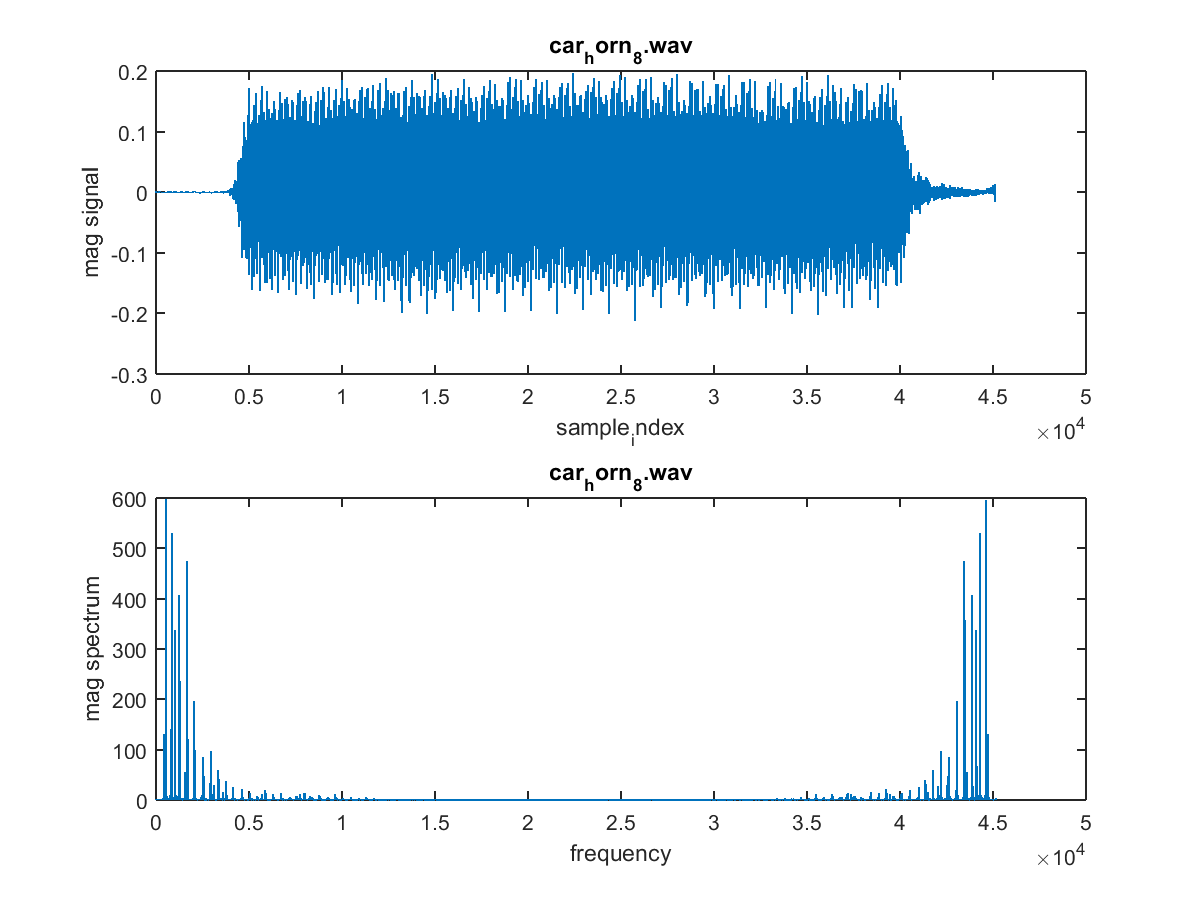 car_horn_8.wav
0.2
0.1
0
-0.1
-0.2
-0.3
mag signal
0 0.5 1 1.5 2 2.5 3 3.5 4 4.5 5
×10^4
sample_index
car_horn_8.wav
600
500
400
300
200
100
0
mag spectrum
0 0.5 1 1.5 2 2.5 3 3.5 4 4.5 5
×10^4
frequency